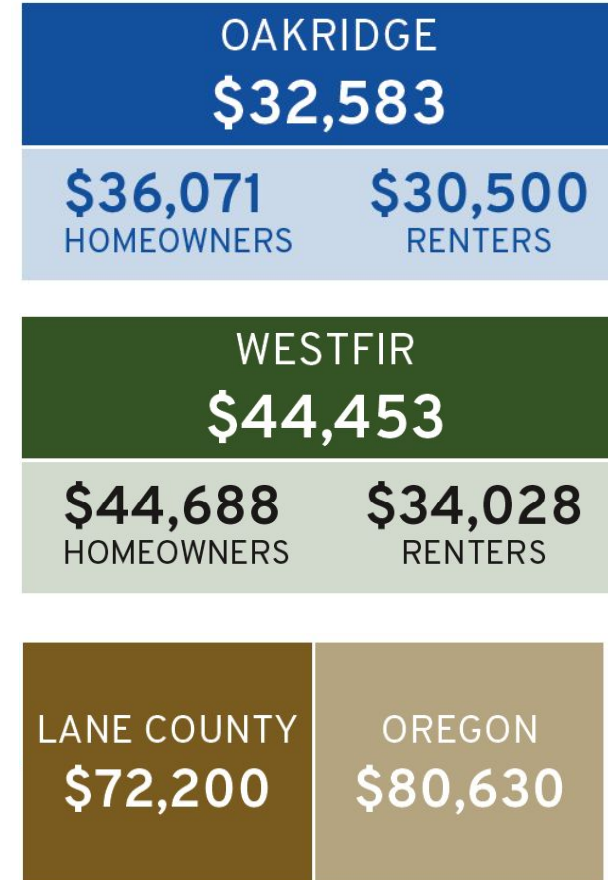 OAKRIDGE
$32,583
$36,071 $30,500
HOMEOWNERS RENTERS
WESTFIR
$44,453
$44,688 $34,028
HOMEOWNERS RENTERS
LANE COUNTY OREGON
$72,200 $80,630